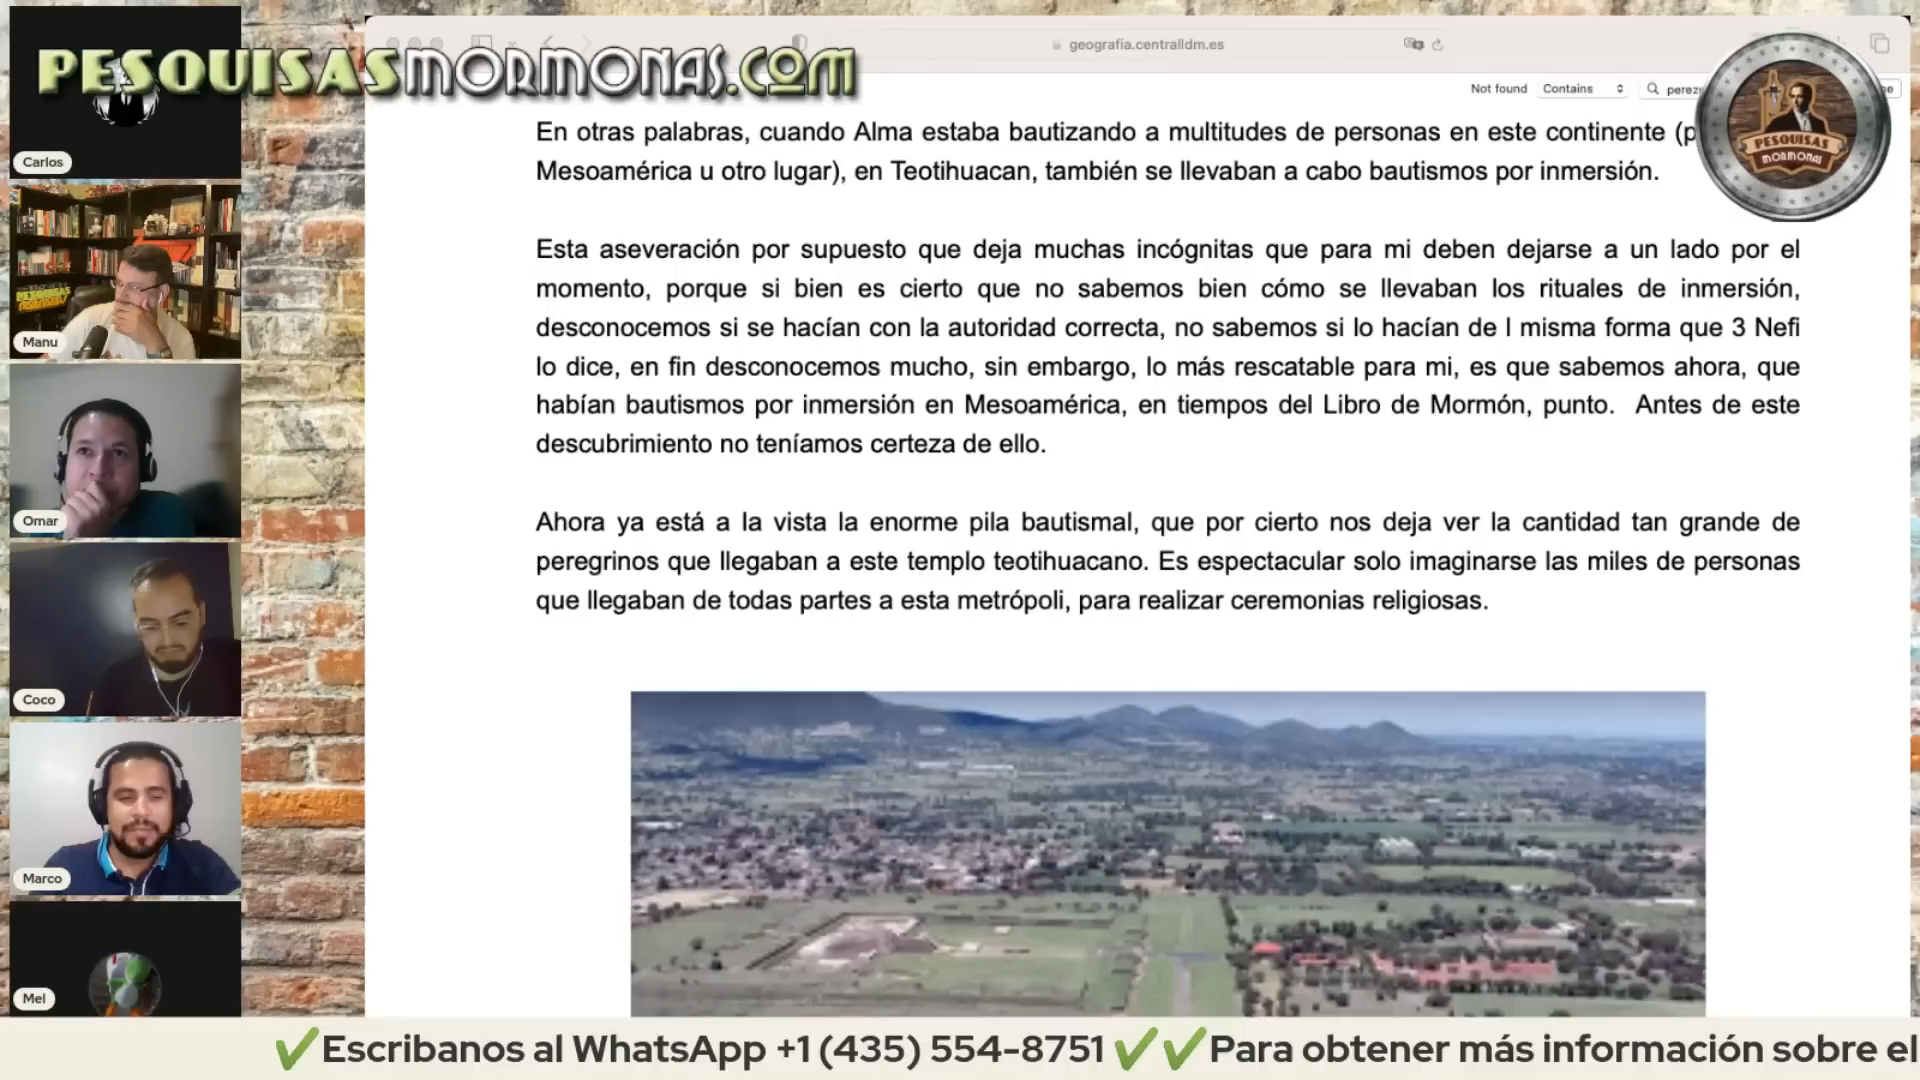 PESQUISASMORMONAS.COM
geografia.centralldm.es
Not found
Contains
PESQUISAS
MORMONAS
En otras palabras, cuando Alma estaba bautizando a multitudes de personas en este continente
Mesoamérica u otro lugar), en Teotihuacan, también se llevaban a cabo bautismos por inmersión.
Esta aseveración por supuesto que deja muchas incógnitas que para mi deben dejarse a un lado por el
momento, porque si bien es cierto que no sabemos bien cómo se llevaban los rituales de inmersión,
desconocemos si se hacían con la autoridad correcta, no sabemos si lo hacían de l misma forma que 3 Nefi
lo dice, en fin desconocemos mucho, sin embargo, lo más rescatable para mi, es que sabemos ahora, que
habían bautismos por inmersión en Mesoamérica, en tiempos del Libro de Mormón, punto. Antes de este
descubrimiento no teníamos certeza de ello.
Ahora ya está a la vista la enorme pila bautismal, que por cierto nos deja ver la cantidad tan grande de
peregrinos que llegaban a este templo teotihuacano. Es espectacular solo imaginarse las miles de personas
que llegaban de todas partes a esta metrópoli, para realizar ceremonias religiosas.
Carlos
Manu
Omar
Coco
Marco
Mel
✔Escribanos al WhatsApp +1 (435) 554-8751 ✔✔Para obtener más información sobre el